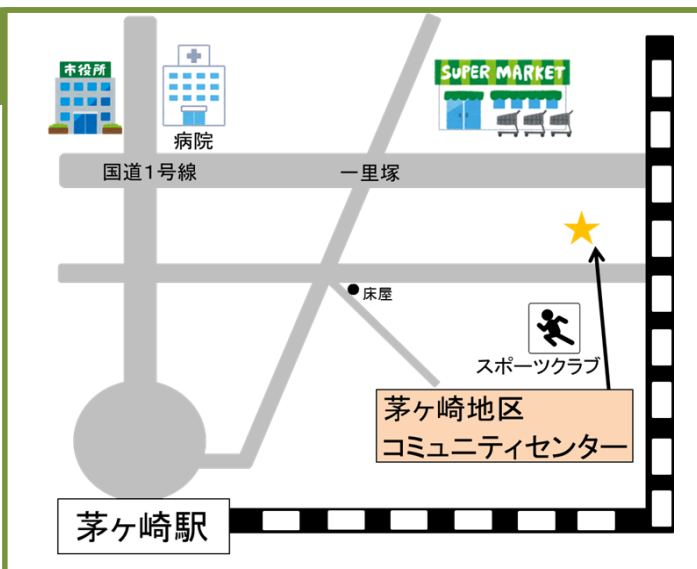 市役所
病院
SUPER MARKET
国道1号線
一里塚
床屋
スポーツクラブ
茅ヶ崎地区
コミュニティセンター
茅ヶ崎駅